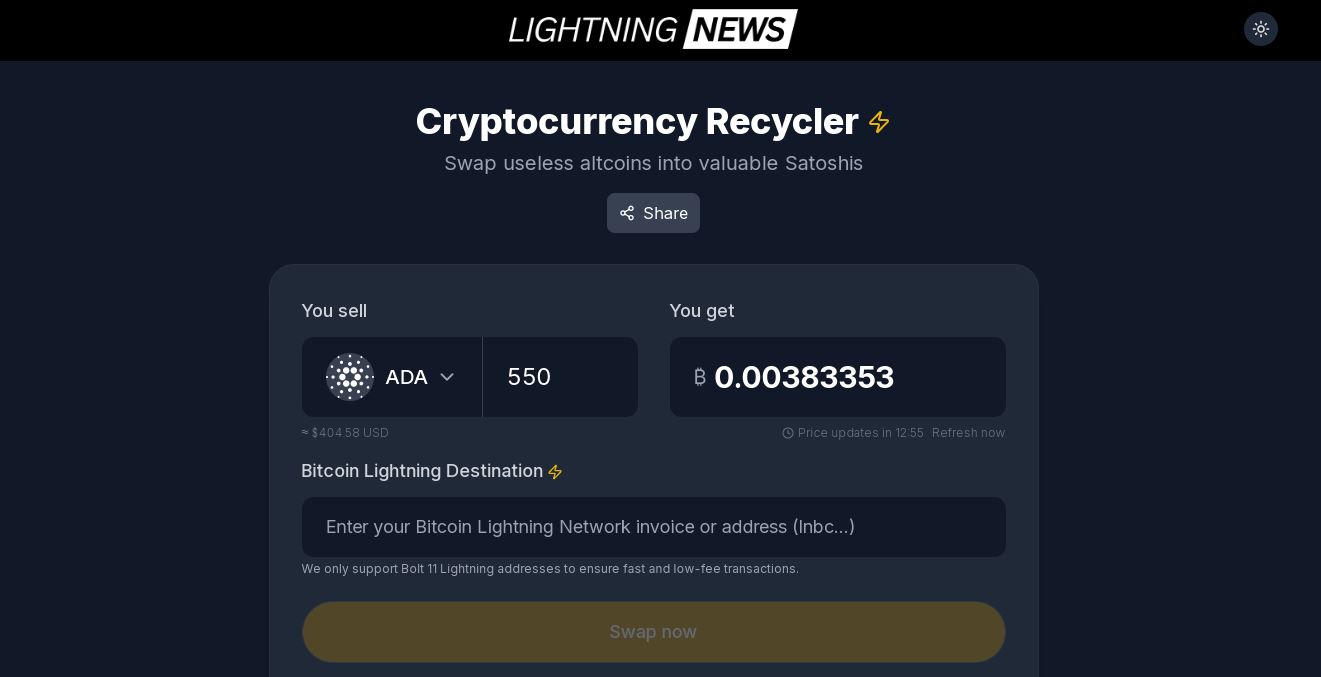 LIGHTNING NEWS
Cryptocurrency Recycler
Swap useless altcoins into valuable Satoshis
Share
You sell
You get
ADA
550
₿ 0.00383353
≈ $404.58 USD
Price updates in 12:55 Refresh now
Bitcoin Lightning Destination
Enter your Bitcoin Lightning Network invoice or address (lnbc...)
We only support Bolt 11 Lightning addresses to ensure fast and low-fee transactions.
Swap now